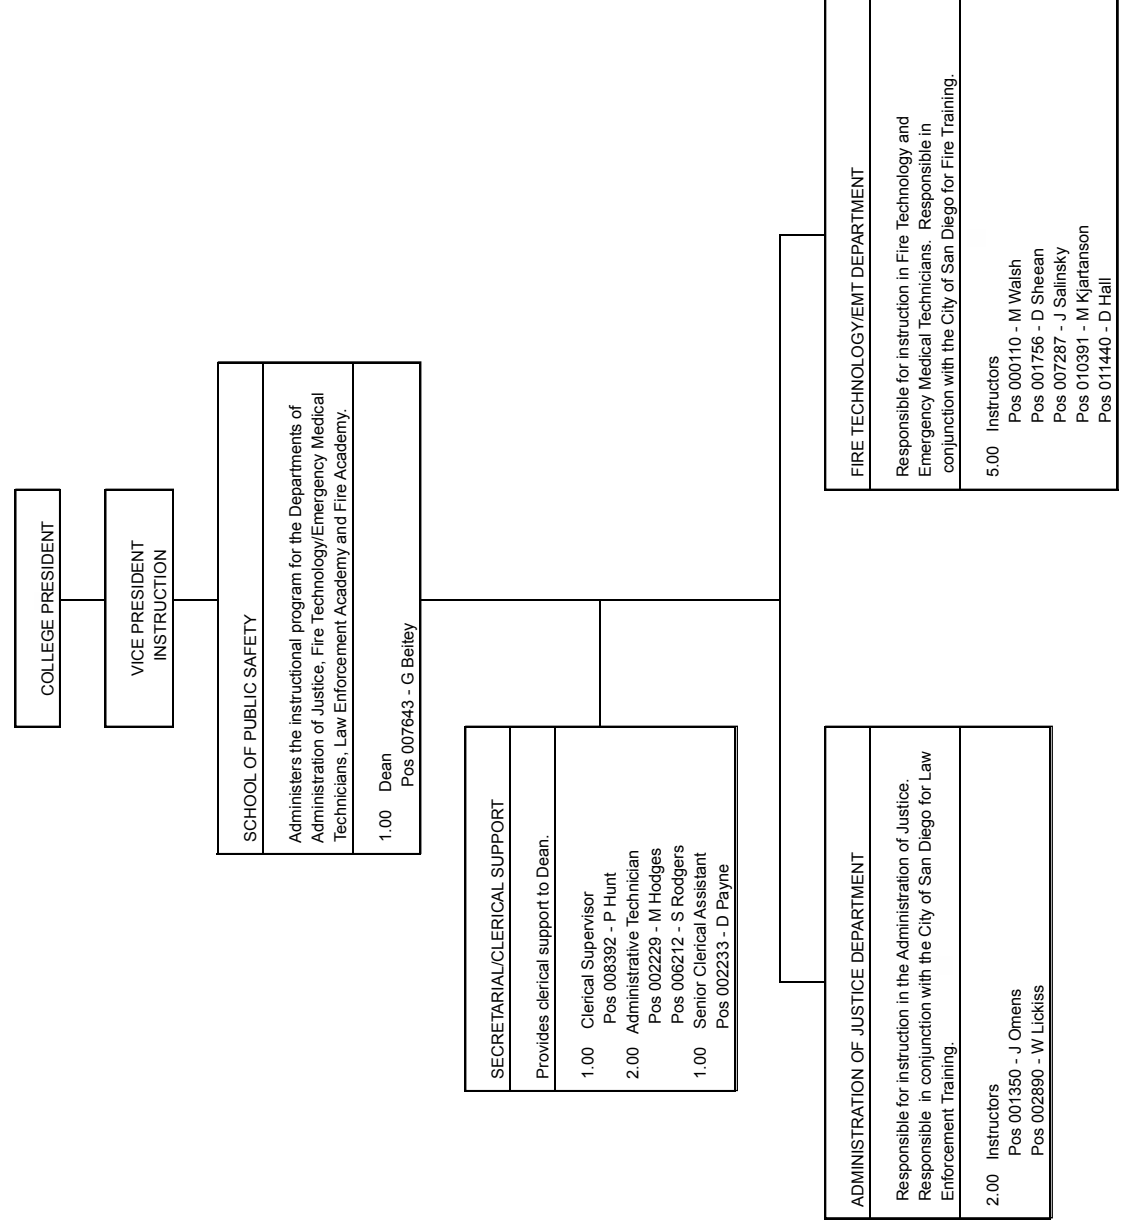 COLLEGE PRESIDENT
VICE PRESIDENT
INSTRUCTION
SCHOOL OF PUBLIC SAFETY
Administers the instructional program for the Departments of
Administration of Justice, Fire Technology/Emergency Medical
Technicians, Law Enforcement Academy and Fire Academy.
1.00 Dean
Pos 007643 - G Beitey
SECRETARIAL/CLERICAL SUPPORT
Provides clerical support to Dean.
1.00 Clerical Supervisor
Pos 008392 - P Hunt
2.00 Administrative Technician
Pos 002229 - M Hodges
Pos 006212 - S Rodgers
1.00 Senior Clerical Assistant
Pos 002233 - D Payne
ADMINISTRATION OF JUSTICE DEPARTMENT
Responsible for instruction in the Administration of Justice.
Responsible in conjunction with the City of San Diego for Law
Enforcement Training.
2.00 Instructors
Pos 001350 - J Omens
Pos 002890 - W Lickiss
FIRE TECHNOLOGY/EMT DEPARTMENT
Responsible for instruction in Fire Technology and
Emergency Medical Technicians. Responsible in
conjunction with the City of San Diego for Fire Training.
5.00 Instructors
Pos 000110 - M Walsh
Pos 001756 - D Sheean
Pos 007287 - J Salinsky
Pos 010391 - M Kjartanson
Pos 011440 - D Hall